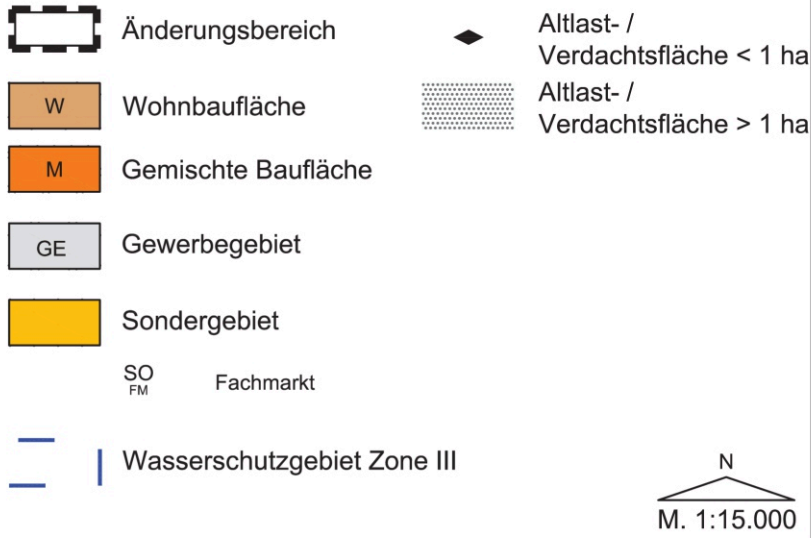 Änderungsbereich
W
Wohnbaufläche
M
Gemischte Baufläche
GE
Gewerbegebiet
Sondergebiet
SO
FM
Fachmarkt
Wasserschutzgebiet Zone III
Altlast- /
Verdachtsfläche < 1 ha
Altlast- /
Verdachtsfläche > 1 ha
N
M. 1:15.000